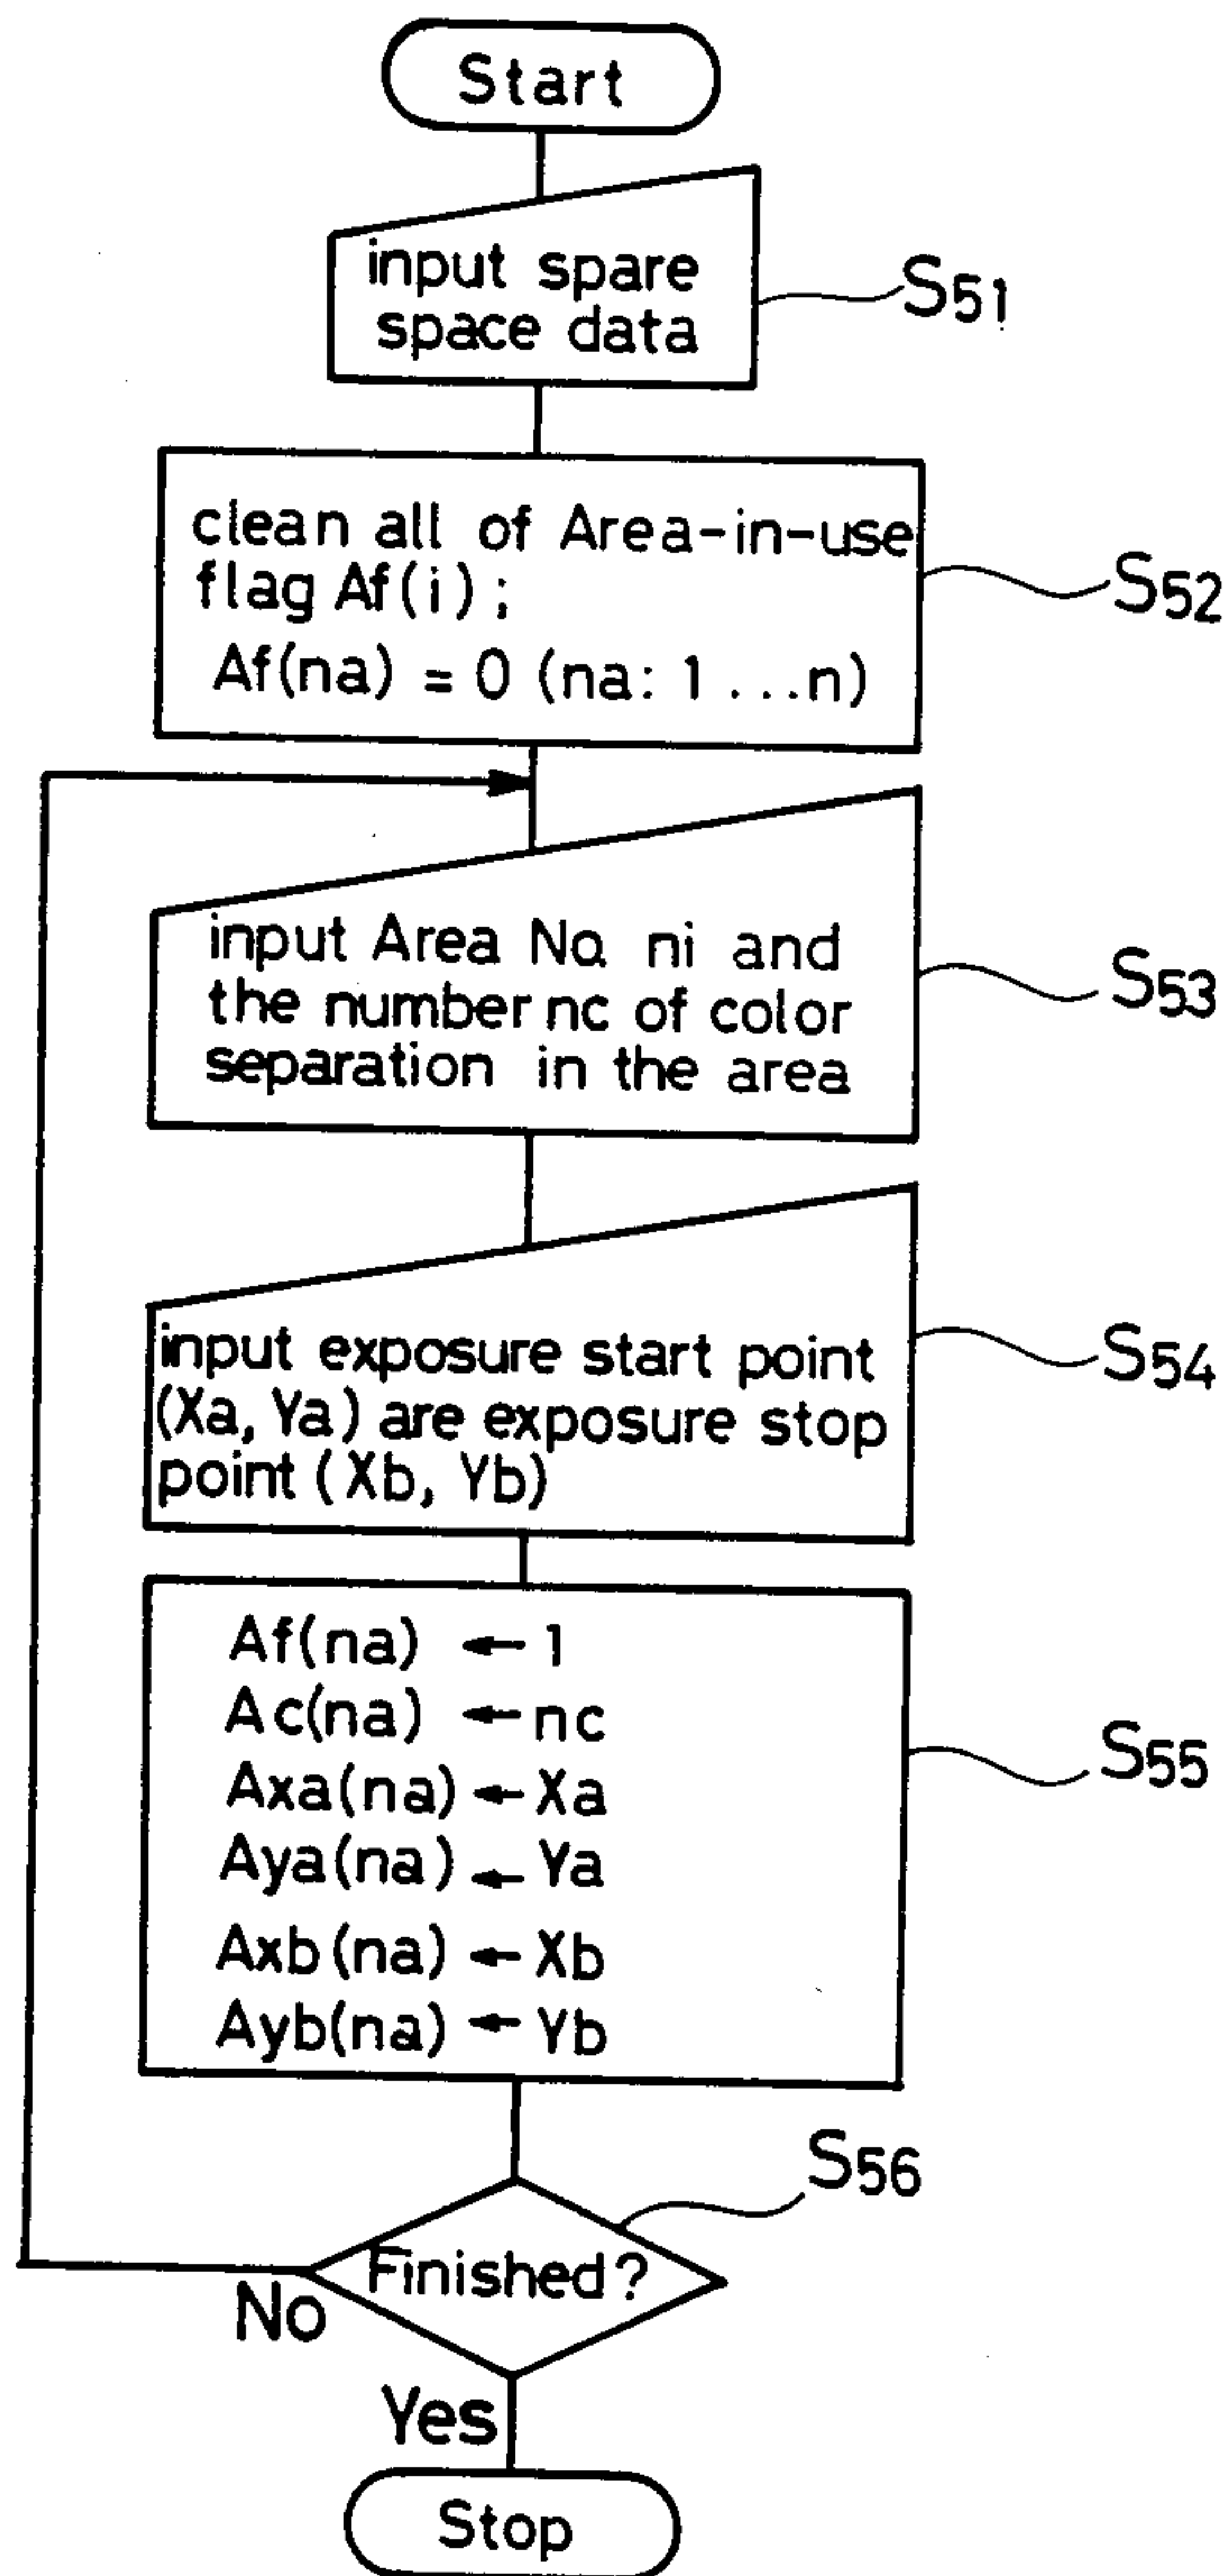 Start
input spare
space data
S51
clean all of Area-in-use
flag Af(i);
Af(na) = 0 (na: 1 ...n)
S52
input Area No. ni and
the number nc of color
separation in the area
S53
input exposure start point
(Xa, Ya) are exposure stop
point (Xb, Yb)
S54
Af(na) ← 1
Ac(na) ← nc
Axa(na) ← Xa
Aya(na) ← Ya
Axb(na) ← Xb
Ayb(na) ← Yb
S55
Finished?
S56
No
Yes
Stop